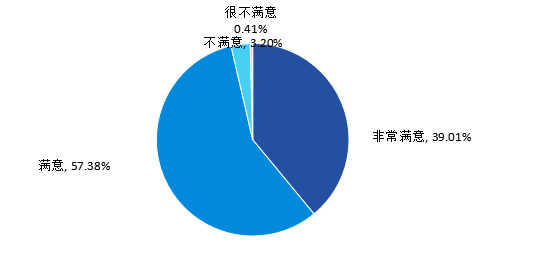 很不满意
0.41%
不满意, 3.20%
非常满意, 39.01%
满意, 57.38%